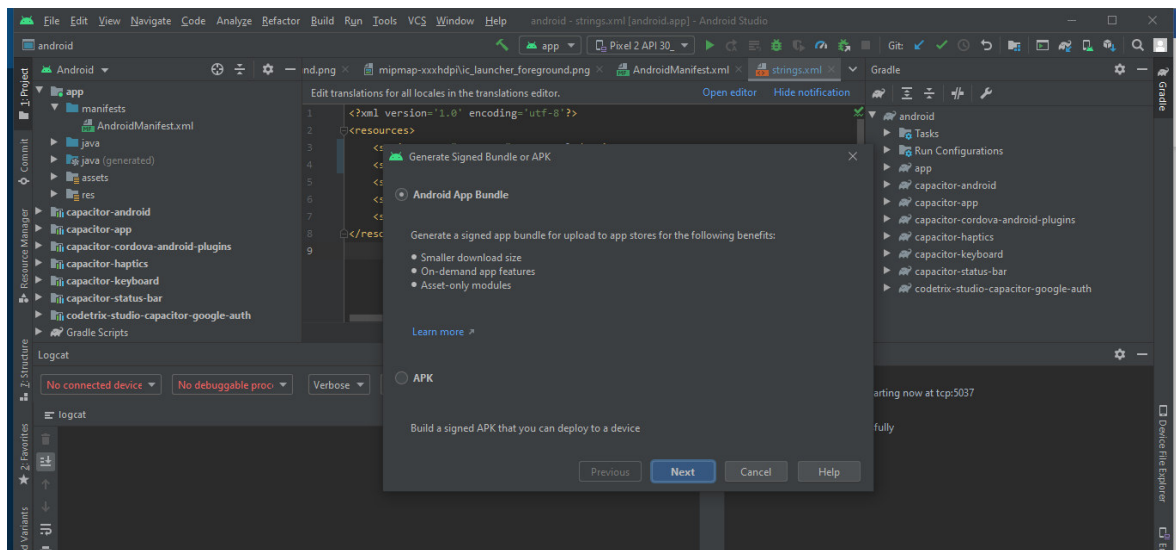 File Edit View Navigate Code Analyze Refactor Build Run Tools VCS Window Help android - strings.xml [android.app] - Android Studio
android app Pixel 2 API 30_ Git:
1: Project
Commit
Resource Manager
Z: Structure
2: Favorites
d Variants
Android
app
manifests
AndroidManifest.xml
java
java (generated)
assets
res
capacitor-android
capacitor-app
capacitor-cordova-android-plugins
capacitor-haptics
capacitor-keyboard
capacitor-status-bar
codetrix-studio-capacitor-google-auth
Gradle Scripts
nd.png mipmap-xxxhdpi\ic_launcher_foreground.png AndroidManifest.xml strings.xml
Edit translations for all locales in the translations editor. Open editor Hide notification
1 <?xml version='1.0' encoding='utf-8'?>
2 <resources>
3 <s
4 <s
5 <s
6 <s
7 <s
8 </resc
9
Generate Signed Bundle or APK
Android App Bundle
Generate a signed app bundle for upload to app stores for the following benefits:
• Smaller download size
• On-demand app features
• Asset-only modules
Learn more
APK
Build a signed APK that you can deploy to a device
Previous Next Cancel Help
Gradle
android
Tasks
Run Configurations
app
capacitor-android
capacitor-app
capacitor-cordova-android-plugins
capacitor-haptics
capacitor-keyboard
capacitor-status-bar
codetrix-studio-capacitor-google-auth
Gradle
Device File Explorer
Logcat
No connected device No debuggable proc Verbose
logcat
arting now at tcp:5037
fully